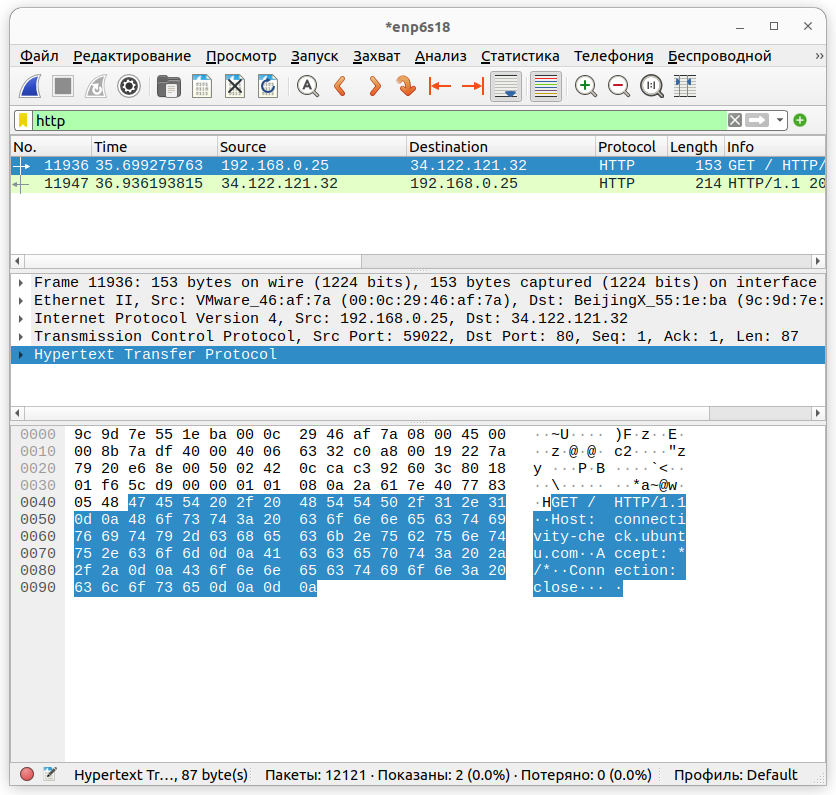 *enp6s18
Файл Редактирование Просмотр Запуск Захват Анализ Статистика Телефония Беспроводной »
http
No. Time Source Destination Protocol Length Info
11936 35.699275763 192.168.0.25 34.122.121.32 HTTP 153 GET / HTTP/
11947 36.936193815 34.122.121.32 192.168.0.25 HTTP 214 HTTP/1.1 20
Frame 11936: 153 bytes on wire (1224 bits), 153 bytes captured (1224 bits) on interface
Ethernet II, Src: VMware_46:af:7a (00:0c:29:46:af:7a), Dst: BeijingX_55:1e:ba (9c:9d:7e:
Internet Protocol Version 4, Src: 192.168.0.25, Dst: 34.122.121.32
Transmission Control Protocol, Src Port: 59022, Dst Port: 80, Seq: 1, Ack: 1, Len: 87
Hypertext Transfer Protocol
0000 9c 9d 7e 55 1e ba 00 0c 29 46 af 7a 08 00 45 00 ··~U···· )F·z··E·
0010 00 8b 7a df 40 00 40 06 63 32 c0 a8 00 19 22 7a ··z·@·@· c2····"z
0020 79 20 e6 8e 00 50 02 42 0c ca c3 92 60 3c 80 18 y ···P·B ····`<··
0030 01 f6 5c d9 00 00 01 01 08 0a 2a 61 7e 40 77 83 ··\····· ··*a~@w·
0040 05 48 47 45 54 20 2f 20 48 54 54 50 2f 31 2e 31 ·HGET / HTTP/1.1
0050 0d 0a 48 6f 73 74 3a 20 63 6f 6e 6e 65 63 74 69 ··Host: connecti
0060 76 69 74 79 2d 63 68 65 63 6b 2e 75 62 75 6e 74 vity-che ck.ubunt
0070 75 2e 63 6f 6d 0d 0a 41 63 63 65 70 74 3a 20 2a u.com··A ccept: *
0080 2f 2a 0d 0a 43 6f 6e 6e 65 63 74 69 6f 6e 3a 20 /*··Conn ection:
0090 63 6c 6f 73 65 0d 0a 0d 0a close··· ·
Hypertext Tr…, 87 byte(s) Пакеты: 12121 · Показаны: 2 (0.0%) · Потеряно: 0 (0.0%) Профиль: Default